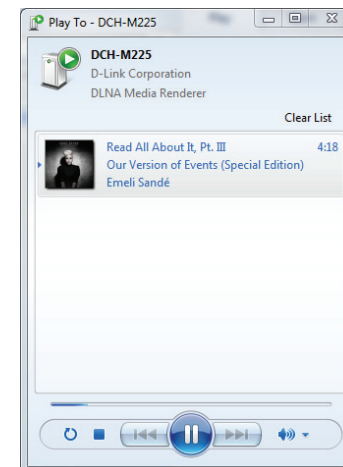 Play To - DCH-M225
DCH-M225
D-Link Corporation
DLNA Media Renderer
Clear List
Read All About It, Pt. III 4:18
Our Version of Events (Special Edition)
Emeli Sandé